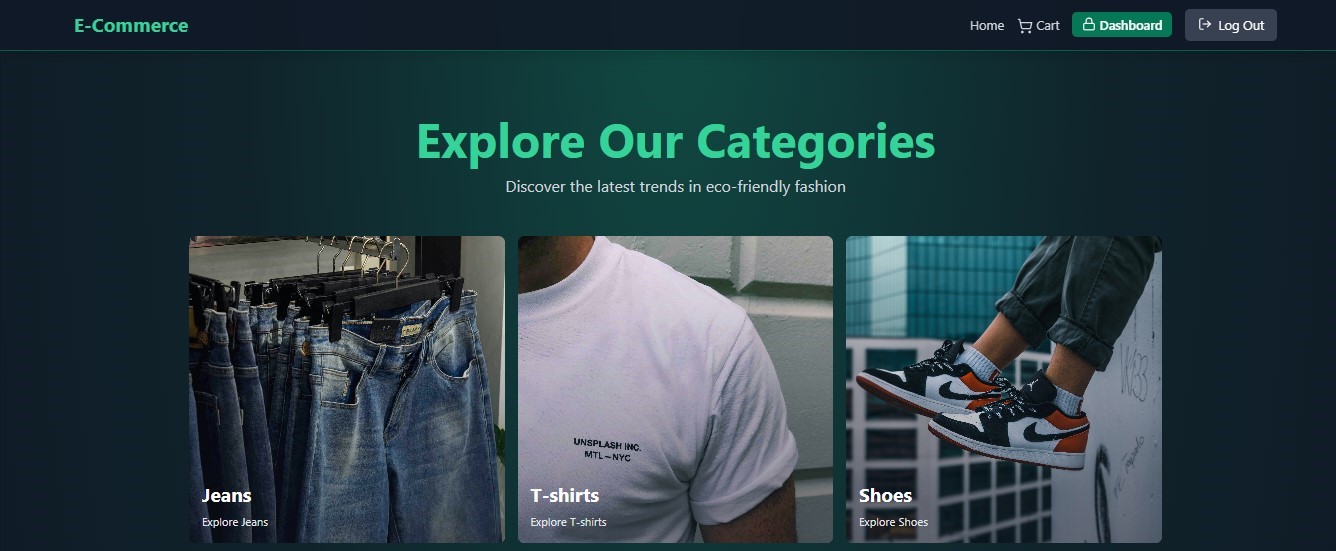 E-Commerce
Home
Cart
Dashboard
Log Out
Explore Our Categories
Discover the latest trends in eco-friendly fashion
UNSPLASH INC.
MTL—NYC
Jeans
Explore Jeans
T-shirts
Explore T-shirts
Shoes
Explore Shoes